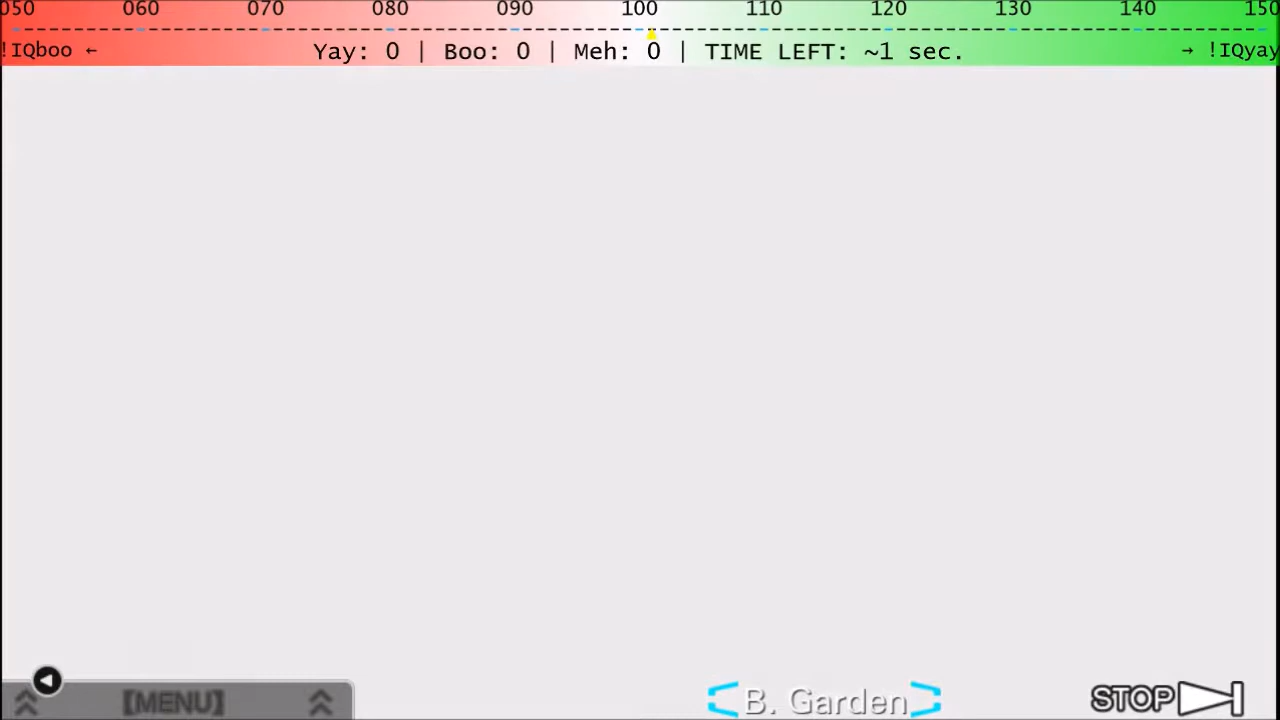 050 060 070 080 090 100 110 120 130 140 150
!IQboo ← Yay: 0 | Boo: 0 | Meh: 0 | TIME LEFT: ~1 sec. → !IQyay
[MENU] B. Garden STOP